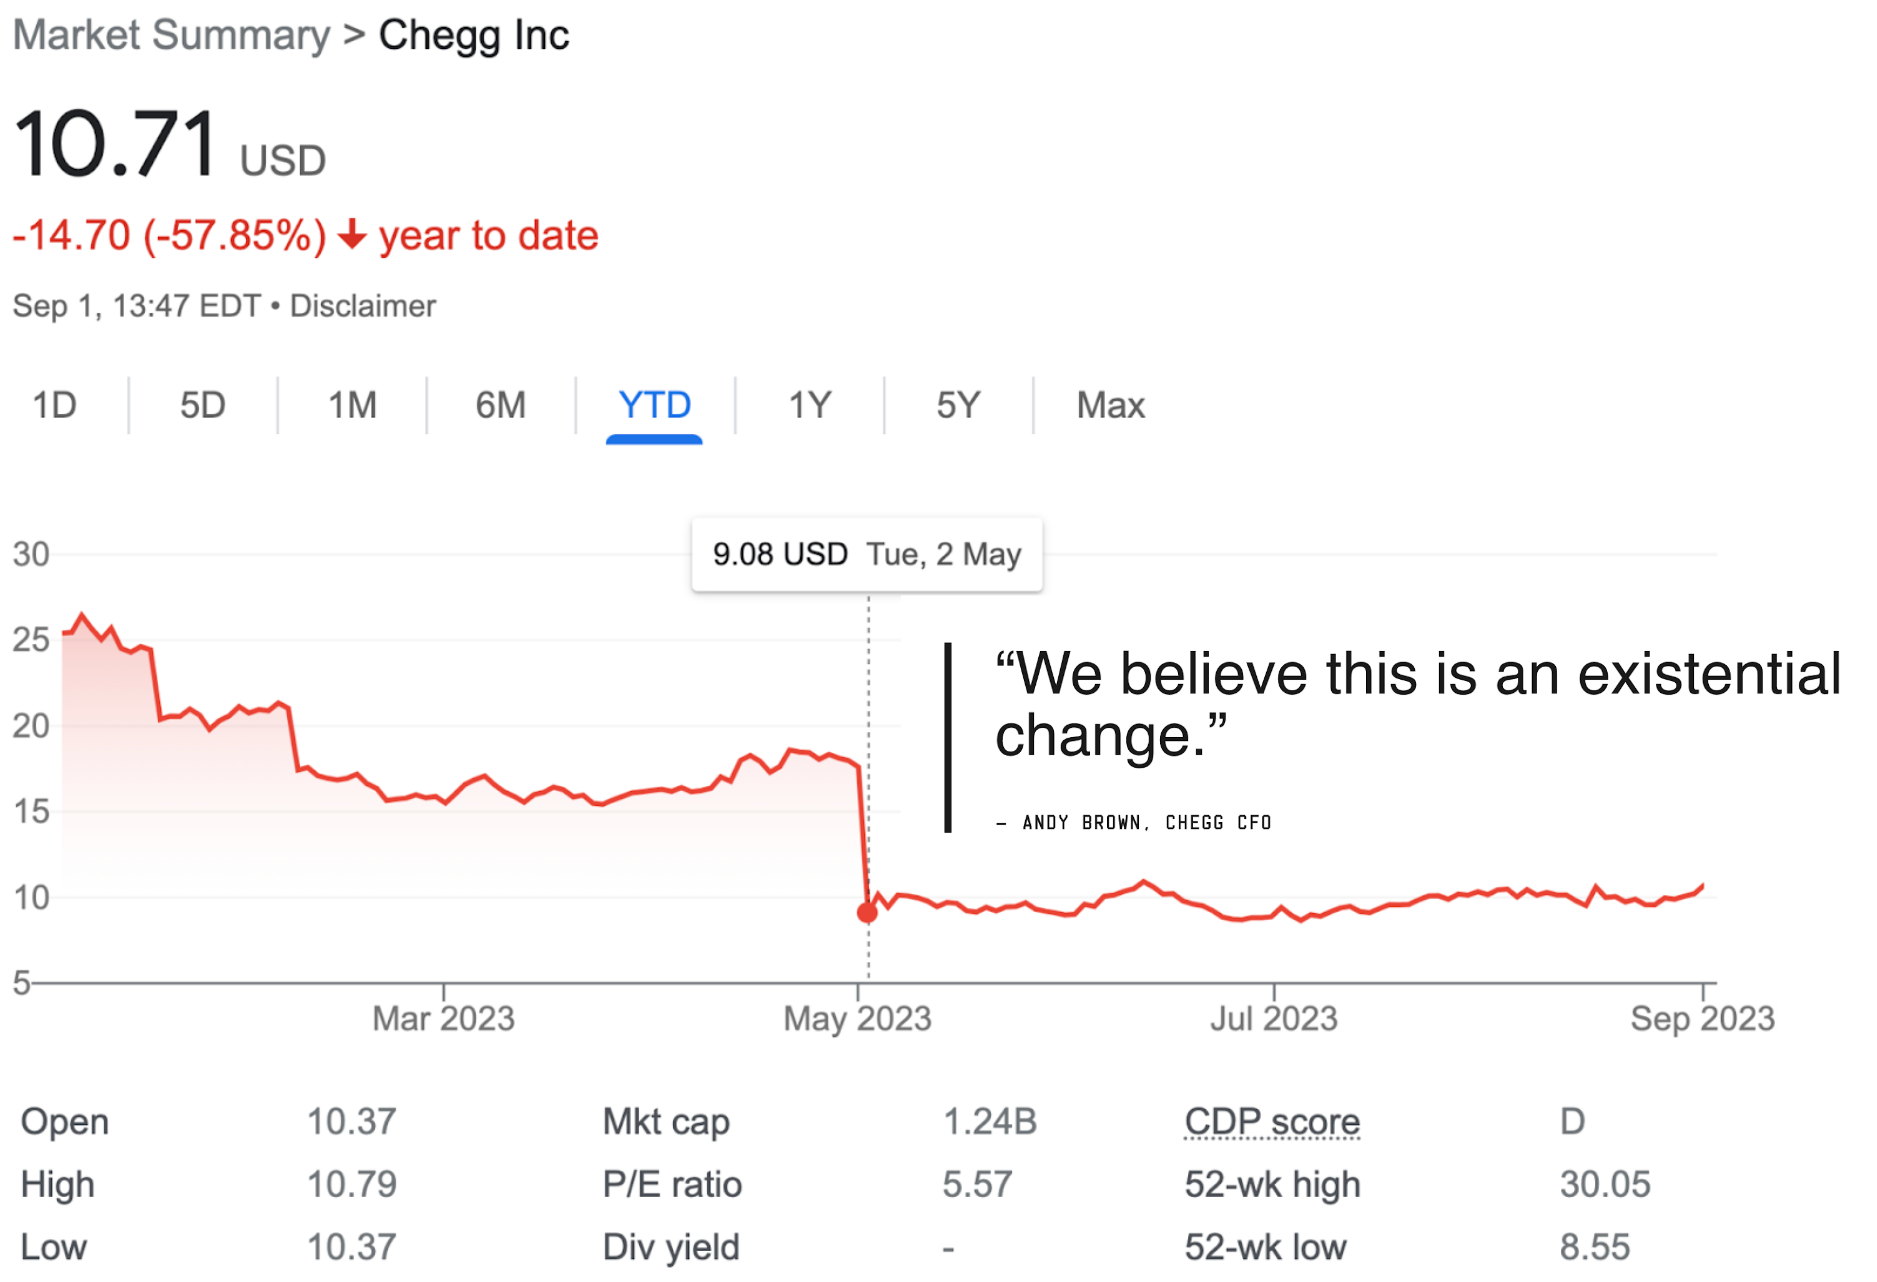 Market Summary > Chegg Inc
10.71 USD
-14.70 (-57.85%) ↓ year to date
Sep 1, 13:47 EDT • Disclaimer
1D 5D 1M 6M YTD 1Y 5Y Max
9.08 USD Tue, 2 May
30
25
20
15
10
5
“We believe this is an existential
change.”
– ANDY BROWN, CHEGG CFO
Mar 2023 May 2023 Jul 2023 Sep 2023
Open 10.37 Mkt cap 1.24B CDP score D
High 10.79 P/E ratio 5.57 52-wk high 30.05
Low 10.37 Div yield - 52-wk low 8.55